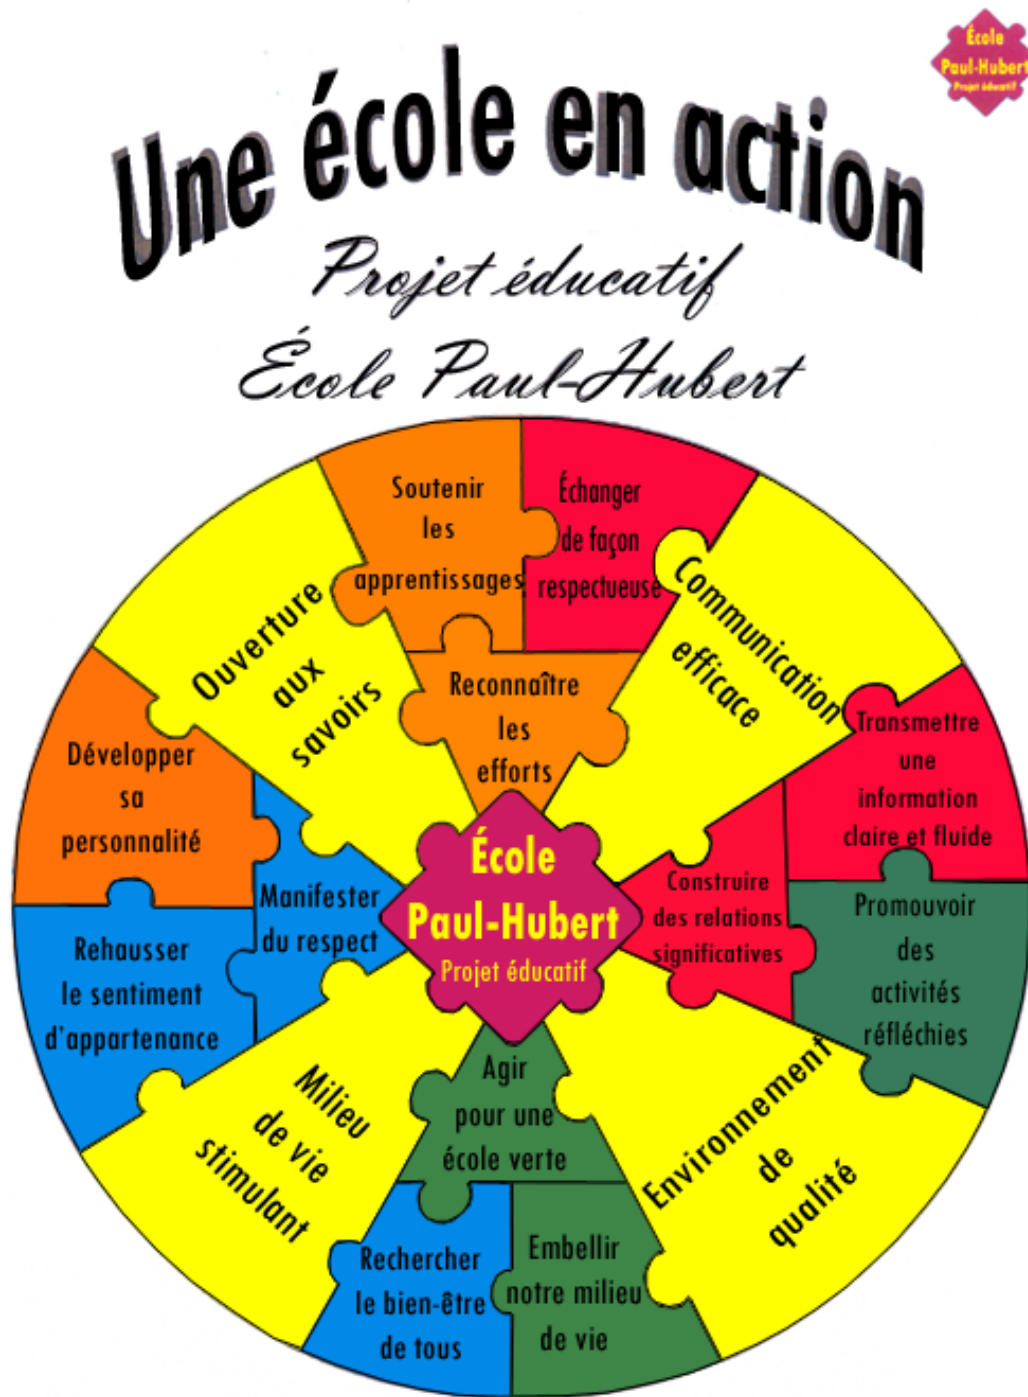 École
Paul-Hubert
Projet éducatif
Une école en action
Projet éducatif
École Paul-Hubert
Soutenir
les
apprentissages
Échanger
de façon
respectueuse
Ouverture
aux
savoirs
Communication
efficace
Reconnaître
les
efforts
Développer
sa
personnalité
Transmettre
une
information
claire et fluide
École
Paul-Hubert
Projet éducatif
Manifester
du respect
Construire
des relations
significatives
Rehausser
le sentiment
d'appartenance
Promouvoir
des
activités
réfléchies
Milieu
de vie
stimulant
Agir
pour une
école verte
Environnement
de
qualité
Rechercher
le bien-être
de tous
Embellir
notre milieu
de vie